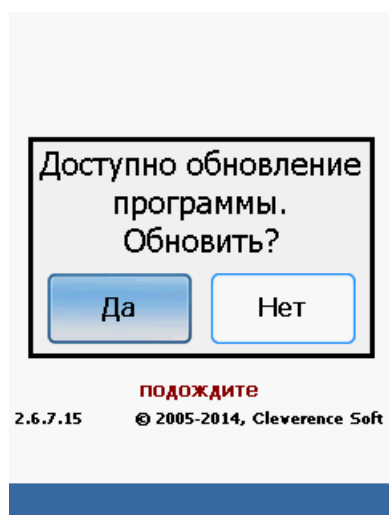 Доступно обновление
программы.
Обновить?
Да Нет
подождите
2.6.7.15 © 2005-2014, Cleverence Soft